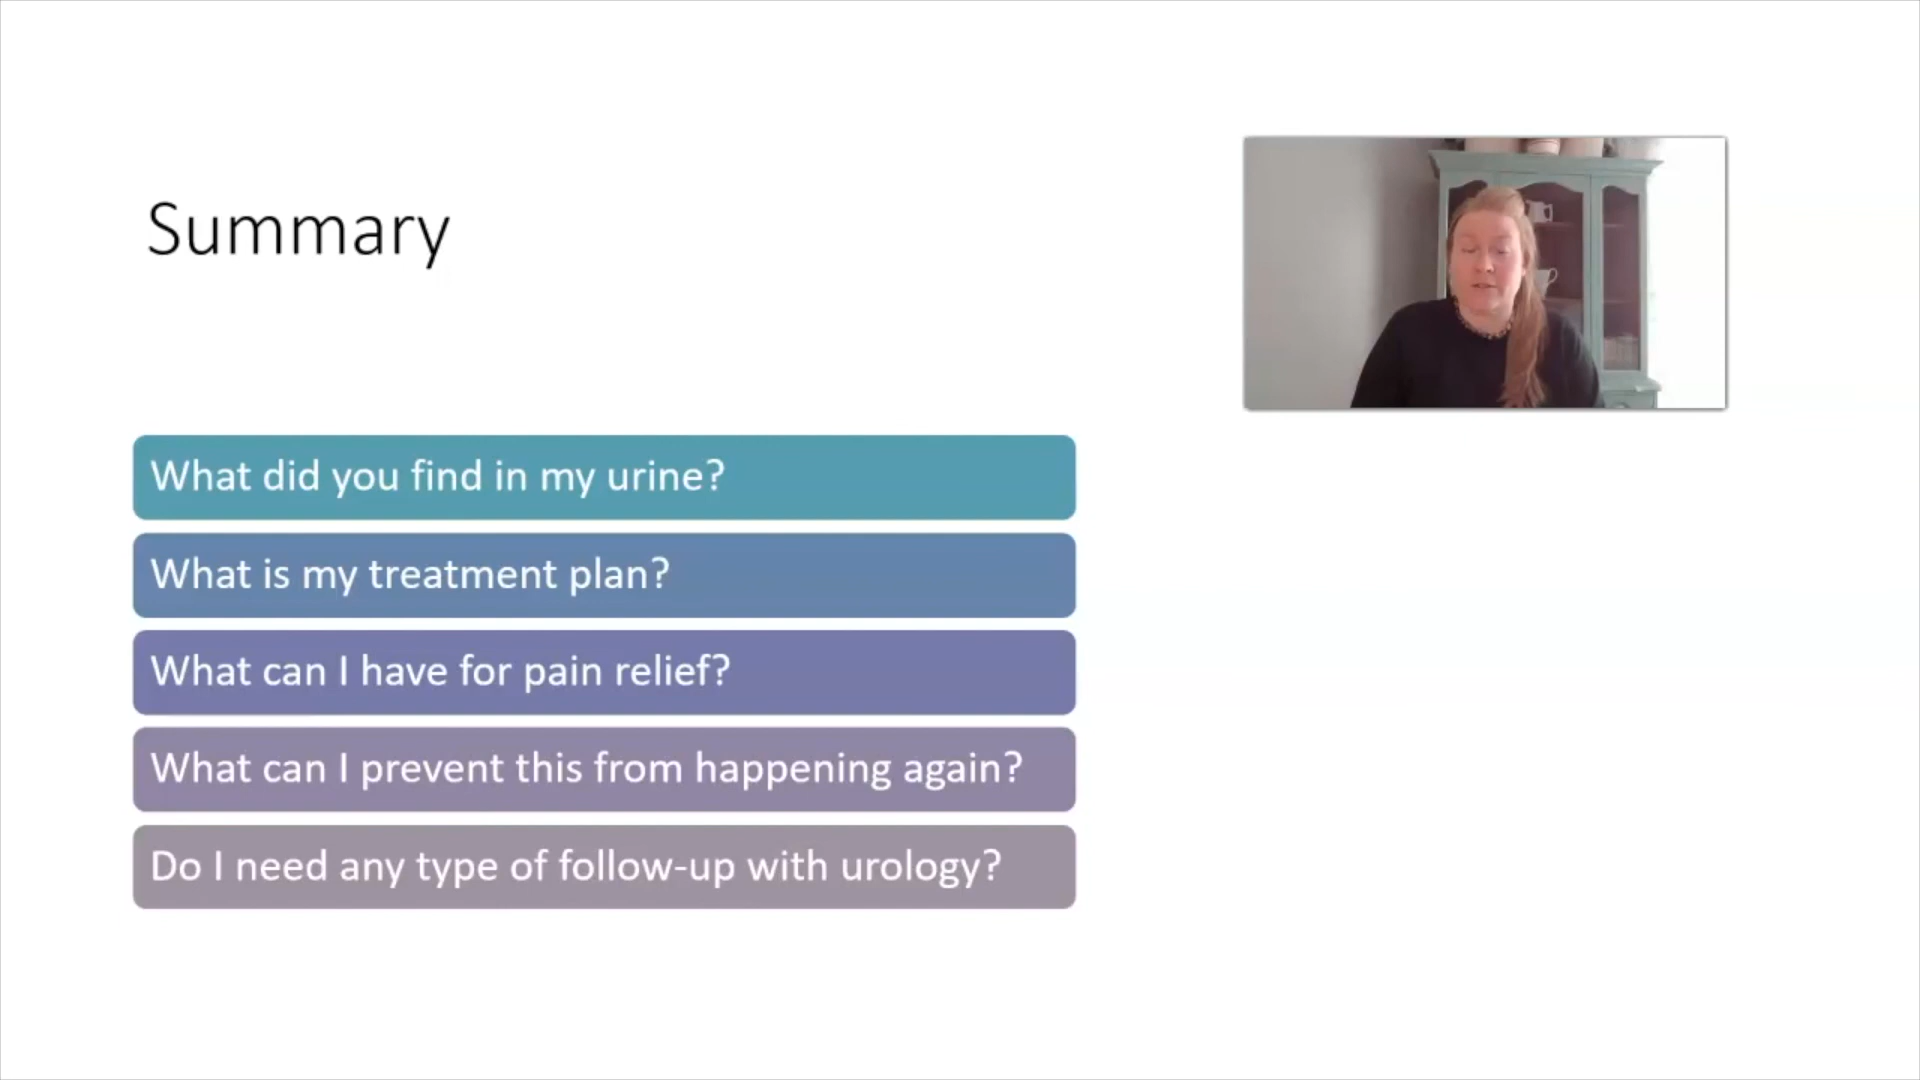 Summary
What did you find in my urine?
What is my treatment plan?
What can I have for pain relief?
What can I prevent this from happening again?
Do I need any type of follow-up with urology?